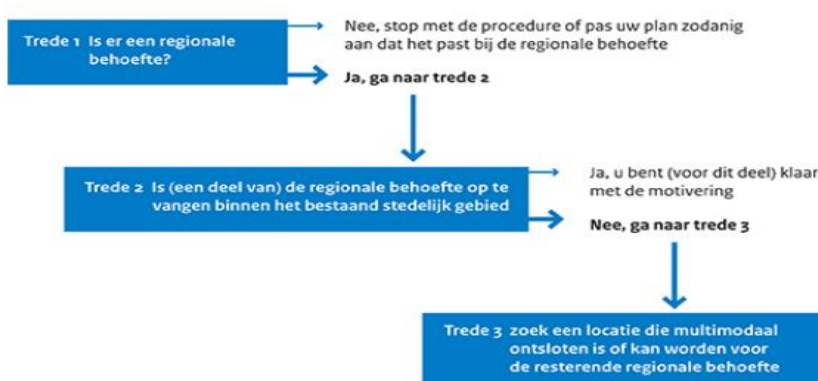 Trede 1 Is er een regionale
behoefte?
Nee, stop met de procedure of pas uw plan zodanig
aan dat het past bij de regionale behoefte
Ja, ga naar trede 2
Trede 2 Is (een deel van) de regionale behoefte op te
vangen binnen het bestaand stedelijk gebied
Ja, u bent (voor dit deel) klaar
met de motivering
Nee, ga naar trede 3
Trede 3 zoek een locatie die multimodaal
ontsloten is of kan worden voor
de resterende regionale behoefte